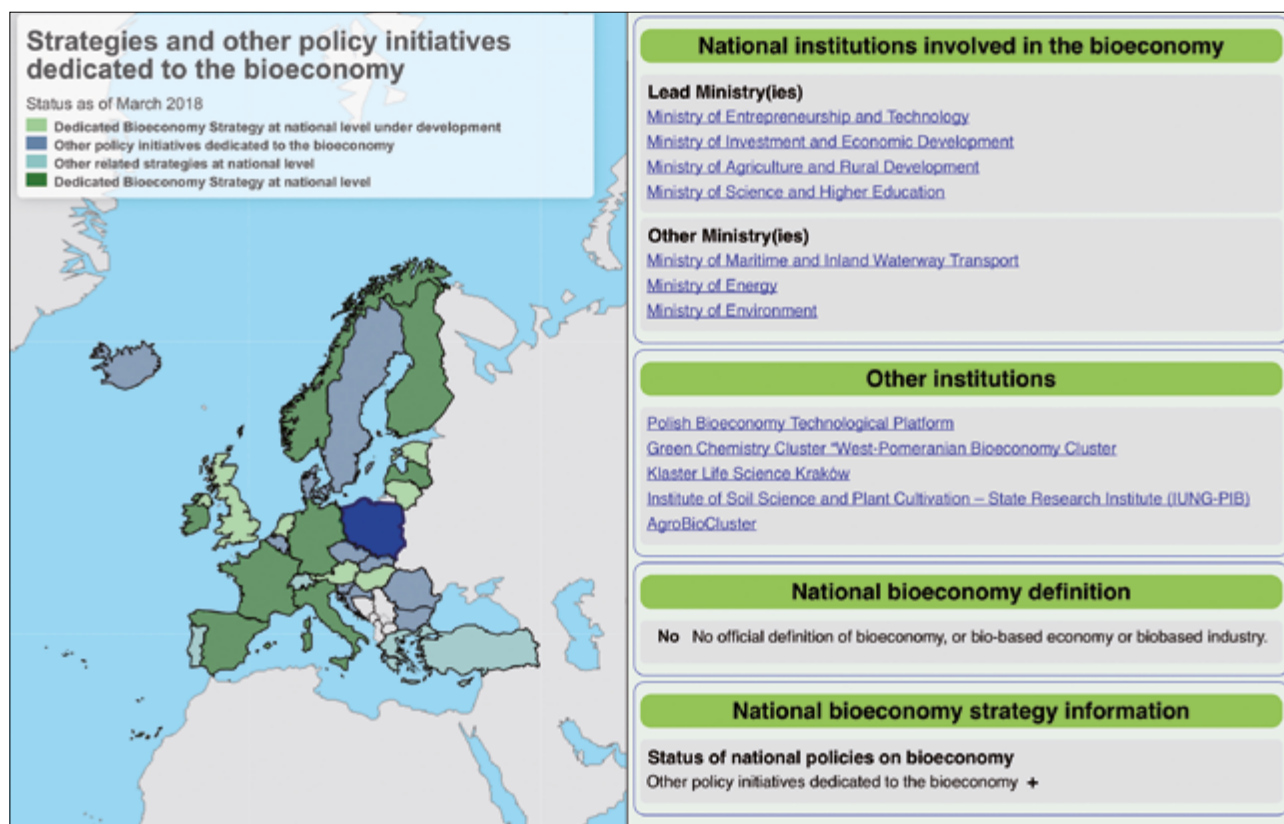 Strategies and other policy initiatives
dedicated to the bioeconomy
Status as of March 2018
Dedicated Bioeconomy Strategy at national level under development
Other policy initiatives dedicated to the bioeconomy
Other related strategies at national level
Dedicated Bioeconomy Strategy at national level
National institutions involved in the bioeconomy
Lead Ministry(ies)
Ministry of Entrepreneurship and Technology
Ministry of Investment and Economic Development
Ministry of Agriculture and Rural Development
Ministry of Science and Higher Education
Other Ministry(ies)
Ministry of Maritime and Inland Waterway Transport
Ministry of Energy
Ministry of Environment
Other institutions
Polish Bioeconomy Technological Platform
Green Chemistry Cluster "West-Pomeranian Bioeconomy Cluster
Klaster Life Science Kraków
Institute of Soil Science and Plant Cultivation – State Research Institute (IUNG-PIB)
AgroBioCluster
National bioeconomy definition
No No official definition of bioeconomy, or bio-based economy or biobased industry.
National bioeconomy strategy information
Status of national policies on bioeconomy
Other policy initiatives dedicated to the bioeconomy +